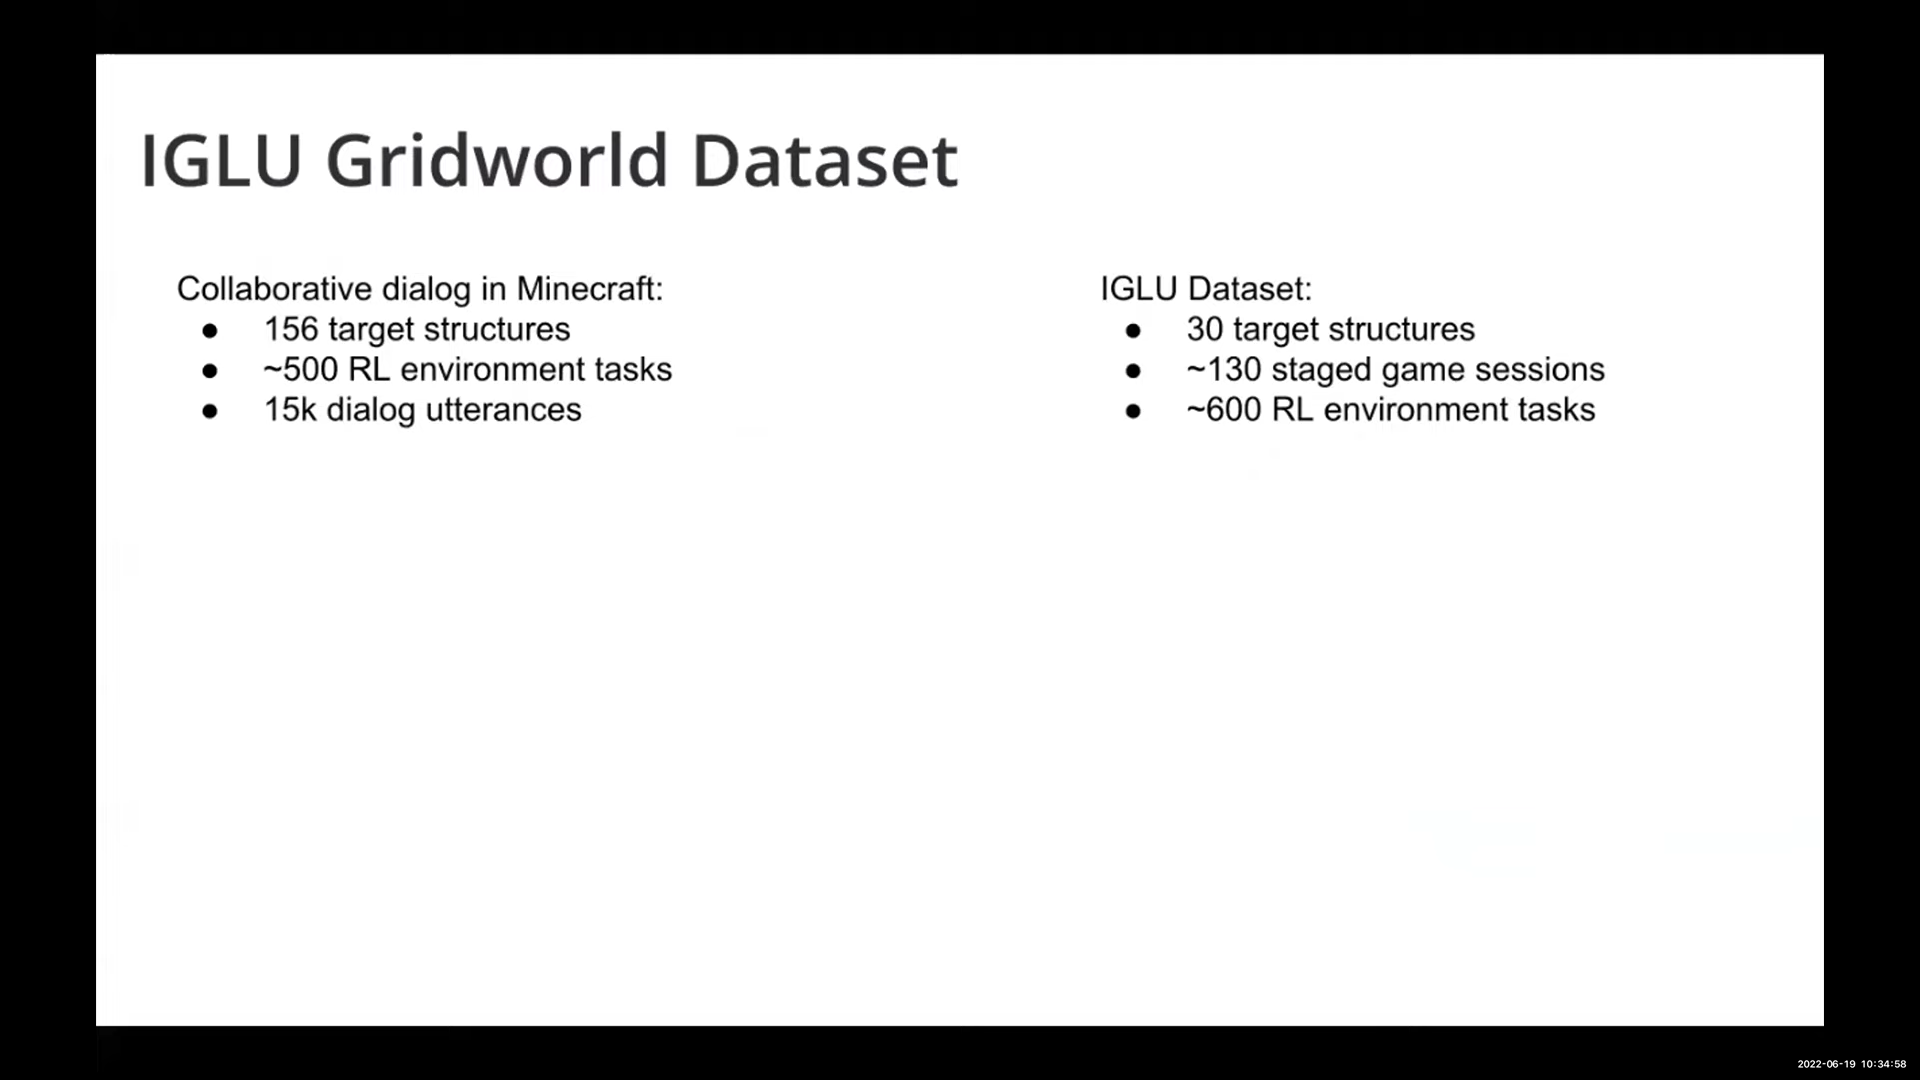 IGLU Gridworld Dataset
Collaborative dialog in Minecraft:
● 156 target structures
● ~500 RL environment tasks
● 15k dialog utterances
IGLU Dataset:
● 30 target structures
● ~130 staged game sessions
● ~600 RL environment tasks
2022-06-19 10:34:58